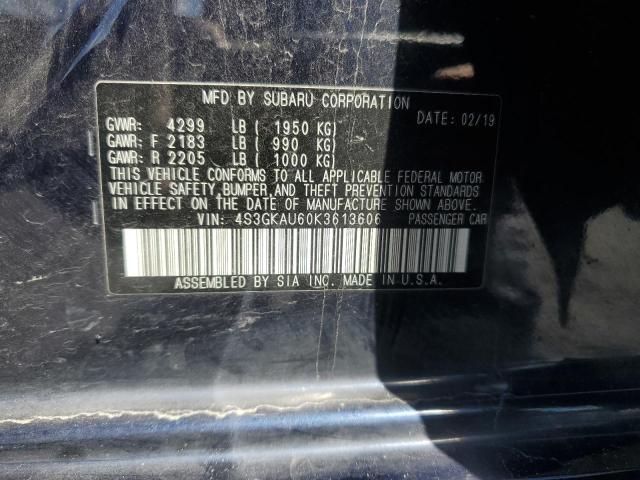 MFD BY SUBARU CORPORATION
DATE: 02/19
GVWR: 4299 LB ( 1950 KG)
GAWR: F 2183 LB ( 990 KG)
GAWR: R 2205 LB ( 1000 KG)
THIS VEHICLE CONFORMS TO ALL APPLICABLE FEDERAL MOTOR
VEHICLE SAFETY, BUMPER, AND THEFT PREVENTION STANDARDS
IN EFFECT ON THE DATE OF MANUFACTURE SHOWN ABOVE.
VIN: 4S3GKAU60K3613606 PASSENGER CAR
ASSEMBLED BY SIA INC. MADE IN U.S.A.